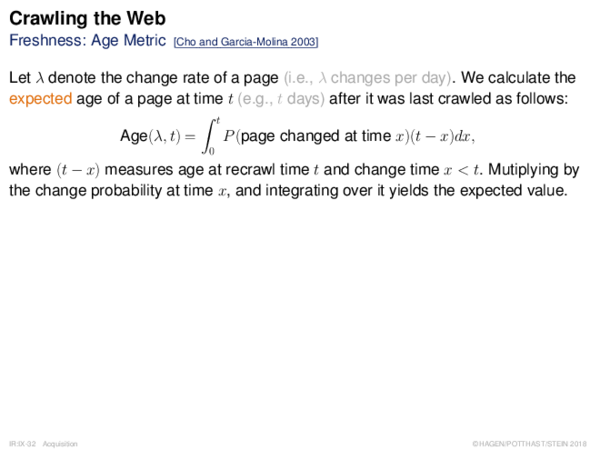 Crawling the Web
Freshness: Age Metric [Cho and Garcia-Molina 2003]
Let λ denote the change rate of a page (i.e., λ changes per day). We calculate the
expected age of a page at time t (e.g., t days) after it was last crawled as follows:
Age(λ, t) = ∫₀ᵗ P(page changed at time x)(t − x)dx,
where (t − x) measures age at recrawl time t and change time x < t. Mutiplying by
the change probability at time x, and integrating over it yields the expected value.
IR:IX-32 Acquisition
©HAGEN/POTTHAST/STEIN 2018